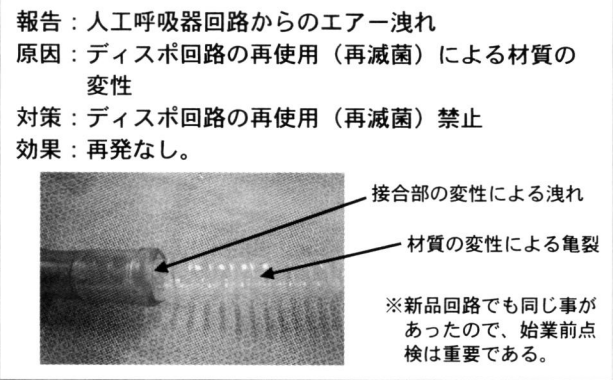 報告：人工呼吸器回路からのエアー洩れ
原因：ディスポ回路の再使用（再滅菌）による材質の
変性
対策：ディスポ回路の再使用（再滅菌）禁止
効果：再発なし。
接合部の変性による洩れ
材質の変性による亀裂
※新品回路でも同じ事が
あったので、始業前点
検は重要である。